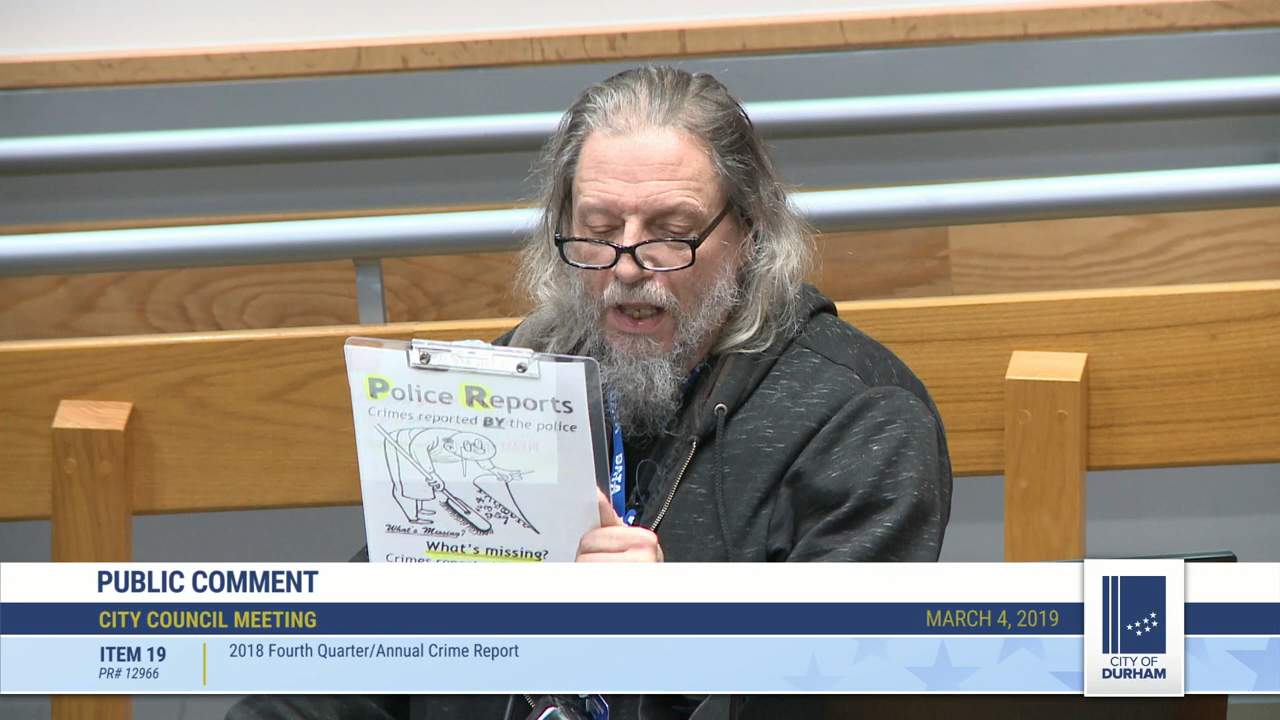 Police Reports
Crimes reported BY the police
What's Missing?
What's missing?
DATA
PUBLIC COMMENT
CITY COUNCIL MEETING
MARCH 4, 2019
ITEM 19
PR# 12966
2018 Fourth Quarter/Annual Crime Report
CITY OF
DURHAM